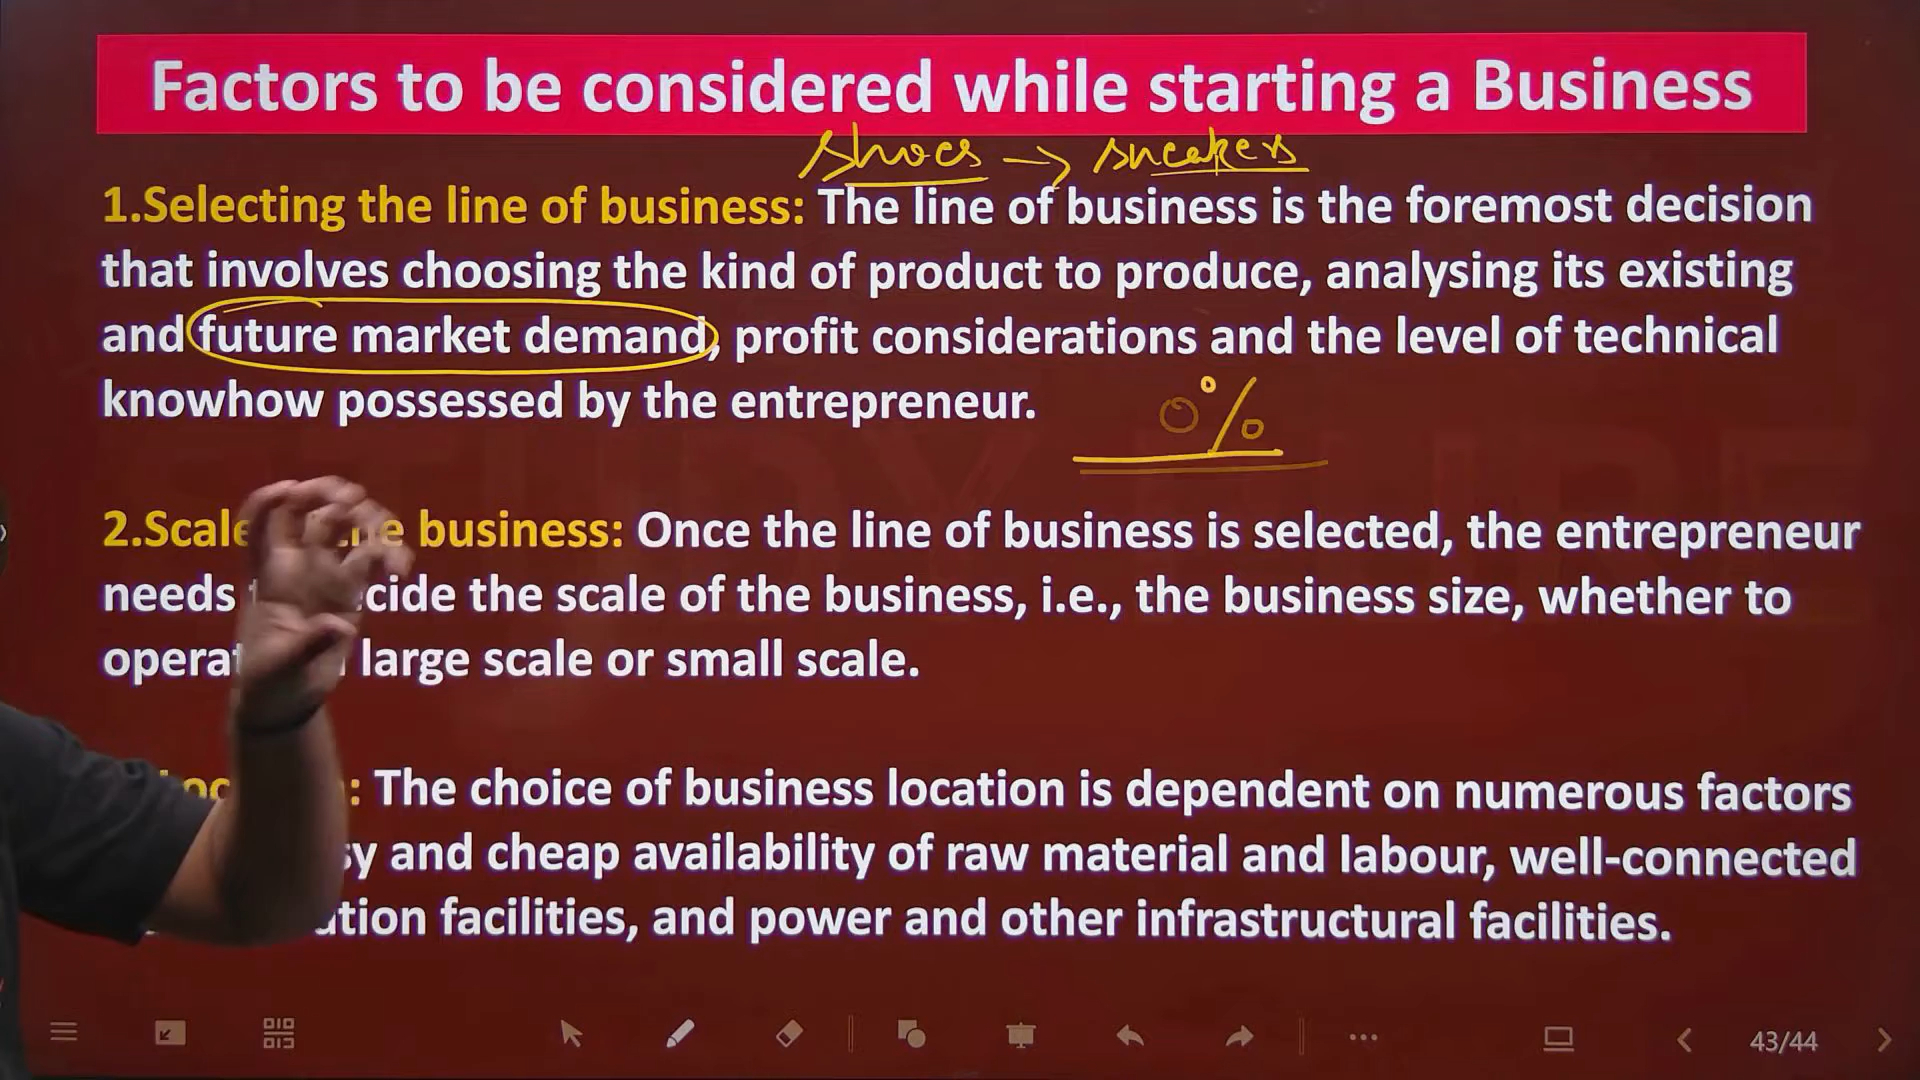 Factors to be considered while starting a Business
shoes → sneakers
1.Selecting the line of business: The line of business is the foremost decision
that involves choosing the kind of product to produce, analysing its existing
and future market demand, profit considerations and the level of technical
knowhow possessed by the entrepreneur.
0%
2.Scale business: Once the line of business is selected, the entrepreneur
needs the scale of the business, i.e., the business size, whether to
large scale or small scale.
The choice of business location is dependent on numerous factors
and cheap availability of raw material and labour, well-connected
facilities, and power and other infrastructural facilities.
43/44